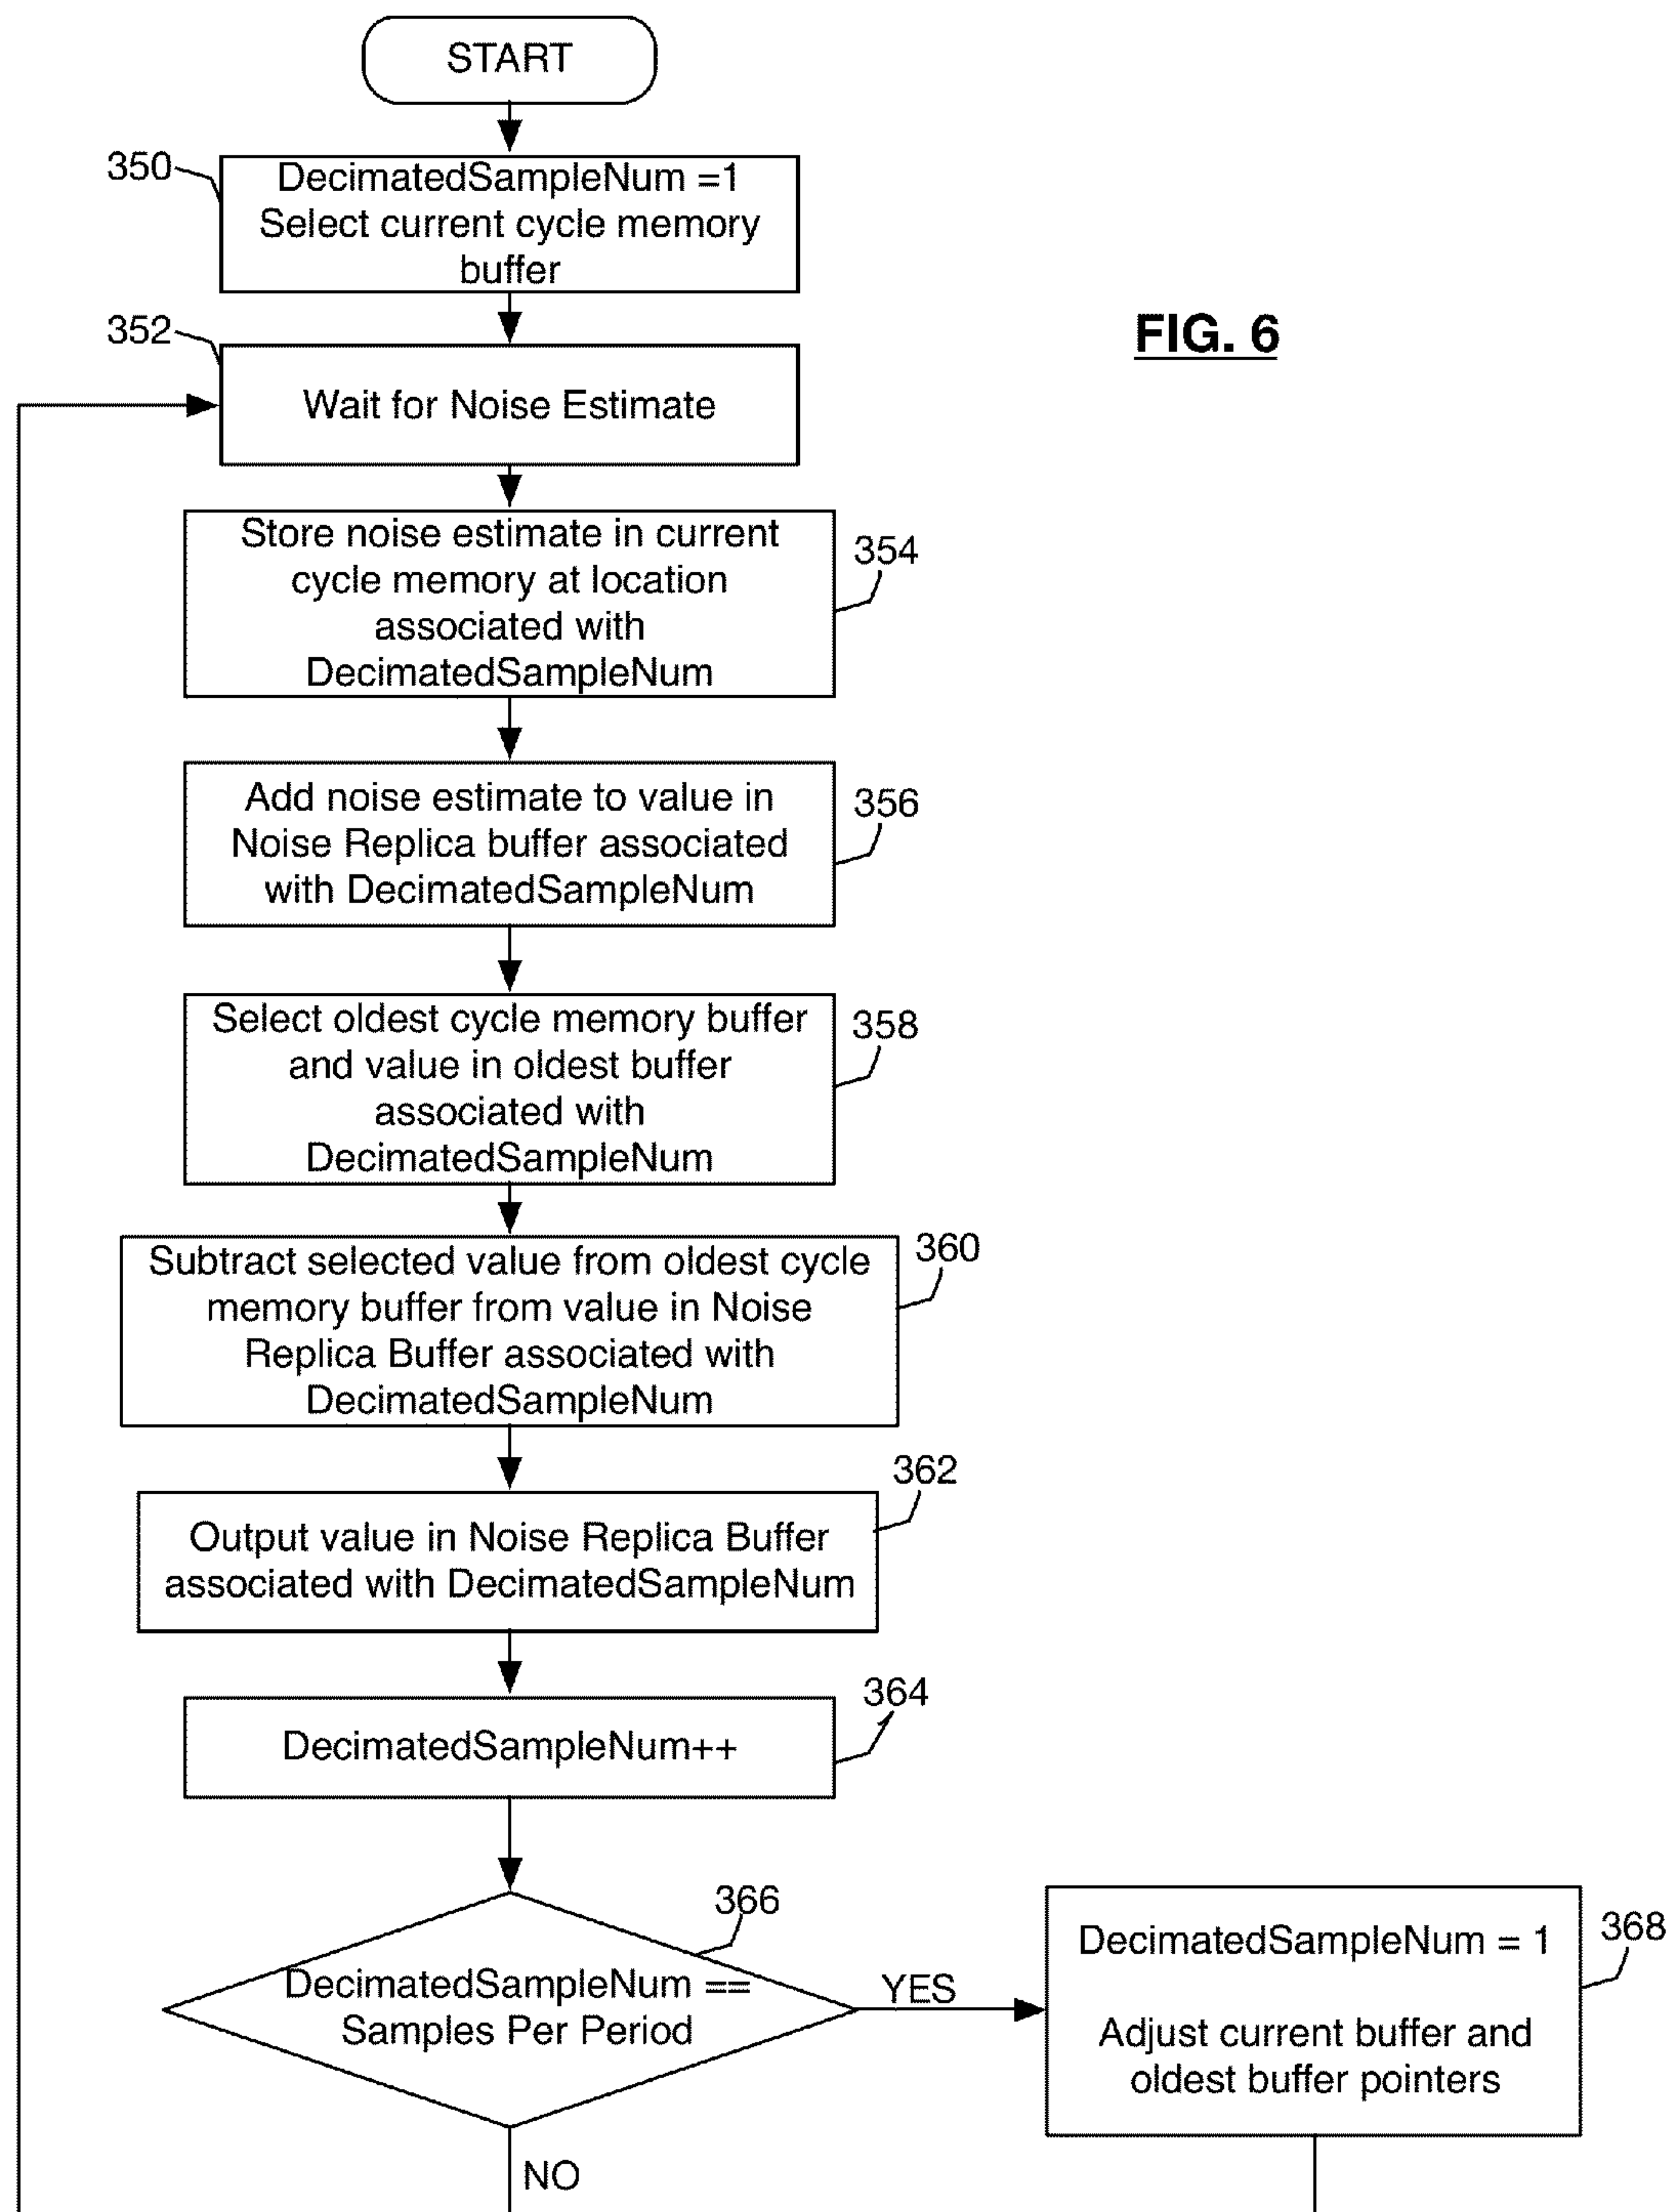 START
350
DecimatedSampleNum =1
Select current cycle memory
buffer
352
FIG. 6
Wait for Noise Estimate
Store noise estimate in current
cycle memory at location
associated with
DecimatedSampleNum
354
Add noise estimate to value in
Noise Replica buffer associated
with DecimatedSampleNum
356
Select oldest cycle memory buffer
and value in oldest buffer
associated with
DecimatedSampleNum
358
Subtract selected value from oldest cycle
memory buffer from value in Noise
Replica Buffer associated with
DecimatedSampleNum
360
Output value in Noise Replica Buffer
associated with DecimatedSampleNum
362
DecimatedSampleNum++
364
DecimatedSampleNum ==
Samples Per Period
366
YES
DecimatedSampleNum = 1
Adjust current buffer and
oldest buffer pointers
368
NO